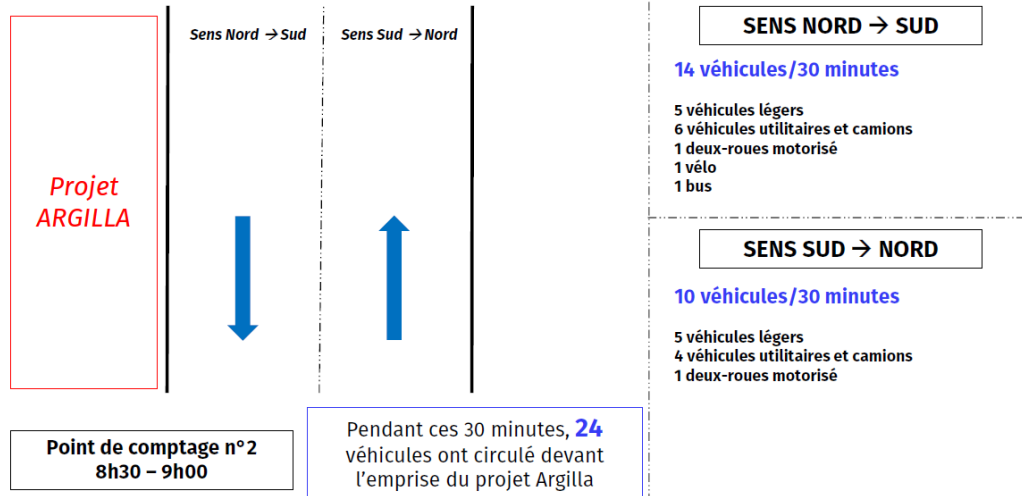 Projet
ARGILLA
Sens Nord → Sud
Sens Sud → Nord
Point de comptage n°2
8h30 – 9h00
Pendant ces 30 minutes, 24
véhicules ont circulé devant
l'emprise du projet Argilla
SENS NORD → SUD
14 véhicules/30 minutes
5 véhicules légers
6 véhicules utilitaires et camions
1 deux-roues motorisé
1 vélo
1 bus
SENS SUD → NORD
10 véhicules/30 minutes
5 véhicules légers
4 véhicules utilitaires et camions
1 deux-roues motorisé